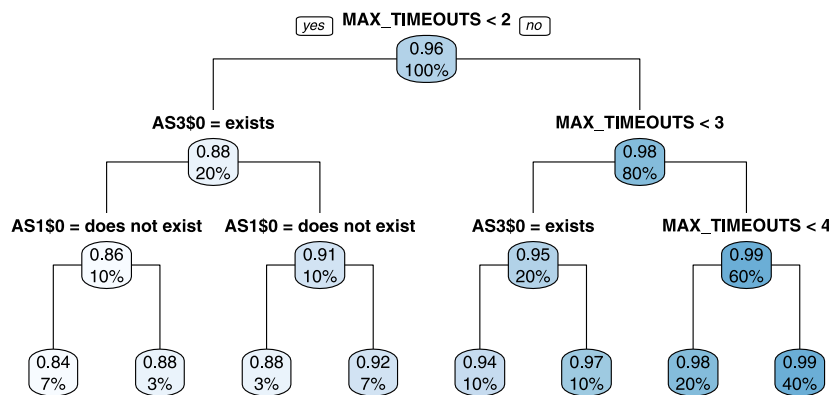 yes MAX_TIMEOUTS < 2 no
0.96
100%
AS3$0 = exists MAX_TIMEOUTS < 3
0.88 0.98
20% 80%
AS1$0 = does not exist AS1$0 = does not exist AS3$0 = exists MAX_TIMEOUTS < 4
0.86 0.91 0.95 0.99
10% 10% 20% 60%
0.84 0.88 0.88 0.92 0.94 0.97 0.98 0.99
7% 3% 3% 7% 10% 10% 20% 40%